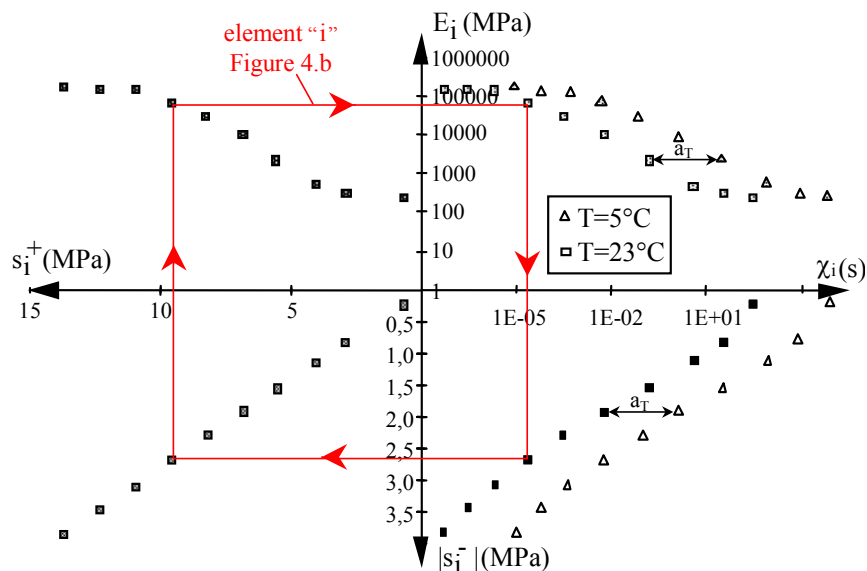 element “i”
Figure 4.b
Ei (MPa)
1000000
100000
10000
1000
100
10
1
aT
T=5°C
T=23°C
si+(MPa)
χi(s)
15
10
5
1E-05
1E-02
1E+01
0,5
1,0
1,5
2,0
2,5
3,0
3,5
aT
|si-|(MPa)